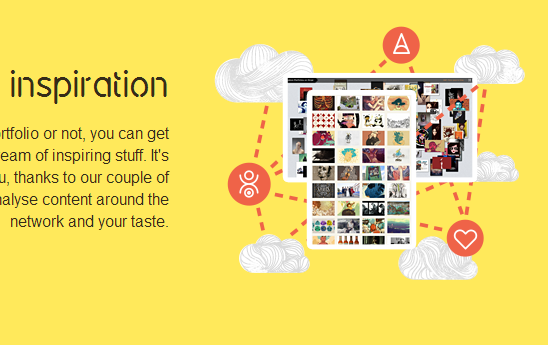 inspiration
rtfolio or not, you can get
eam of inspiring stuff. It's
u, thanks to our couple of
nalyse content around the
network and your taste.